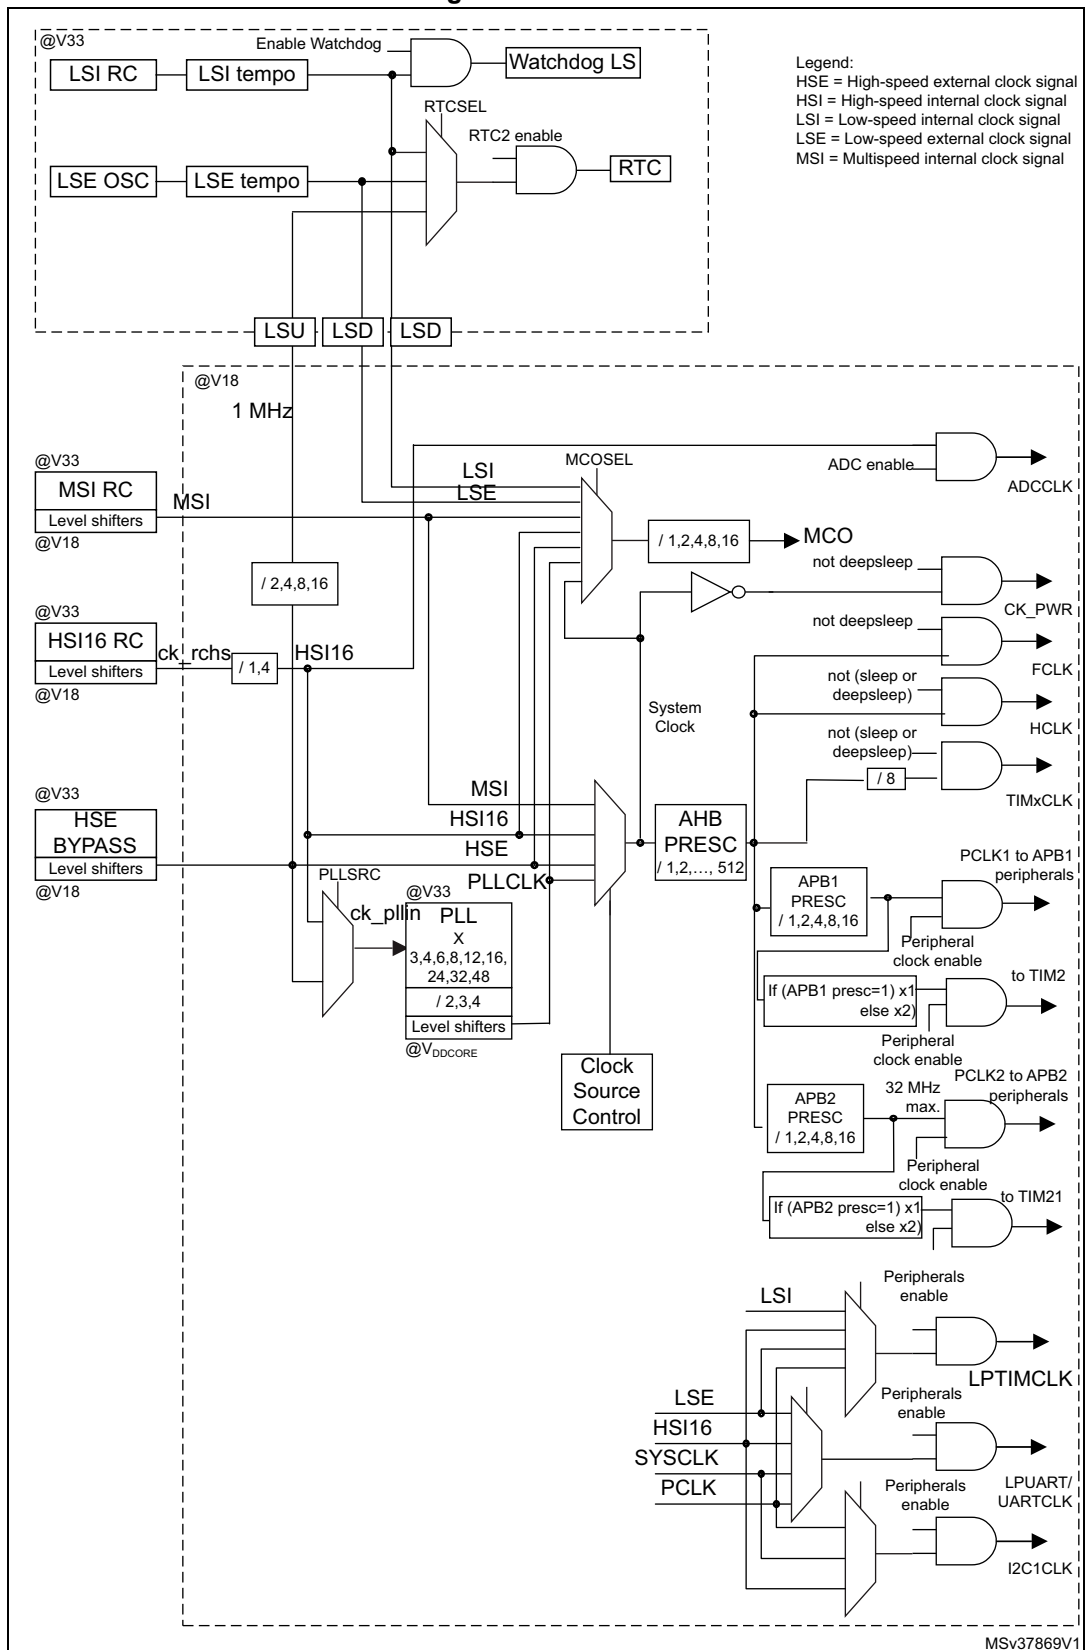 @V33
Enable Watchdog
LSI RC
LSI tempo
Watchdog LS
Legend:
HSE = High-speed external clock signal
HSI = High-speed internal clock signal
LSI = Low-speed internal clock signal
LSE = Low-speed external clock signal
MSI = Multispeed internal clock signal
RTCSEL
RTC2 enable
LSE OSC
LSE tempo
RTC
LSU
LSD
LSD
@V18
1 MHz
@V33
MSI RC
Level shifters
@V18
MSI
LSI
LSE
MCOSEL
ADC enable
ADCCLK
/ 1,2,4,8,16
MCO
/ 2,4,8,16
not deepsleep
CK_PWR
@V33
HSI16 RC
Level shifters
@V18
ck_rchs
/ 1,4
HSI16
not deepsleep
FCLK
not (sleep or
deepsleep)
HCLK
System
Clock
not (sleep or
deepsleep)
/ 8
TIMxCLK
@V33
HSE
BYPASS
Level shifters
@V18
MSI
HSI16
HSE
PLLCLK
AHB
PRESC
/ 1,2,..., 512
PLLSRC
ck_pllin
@V33
PLL
X
3,4,6,8,12,16,
24,32,48
/ 2,3,4
Level shifters
@VDDCORE
Clock
Source
Control
PCLK1 to APB1
peripherals
APB1
PRESC
/ 1,2,4,8,16
Peripheral
clock enable
to TIM2
If (APB1 presc=1) x1
else x2)
Peripheral
clock enable
PCLK2 to APB2
peripherals
32 MHz
max.
APB2
PRESC
/ 1,2,4,8,16
Peripheral
clock enable
to TIM21
If (APB2 presc=1) x1
else x2)
Peripherals
enable
LSI
LPTIMCLK
Peripherals
enable
LSE
HSI16
SYSCLK
PCLK
LPUART/
UARTCLK
Peripherals
enable
I2C1CLK
MSv37869V1